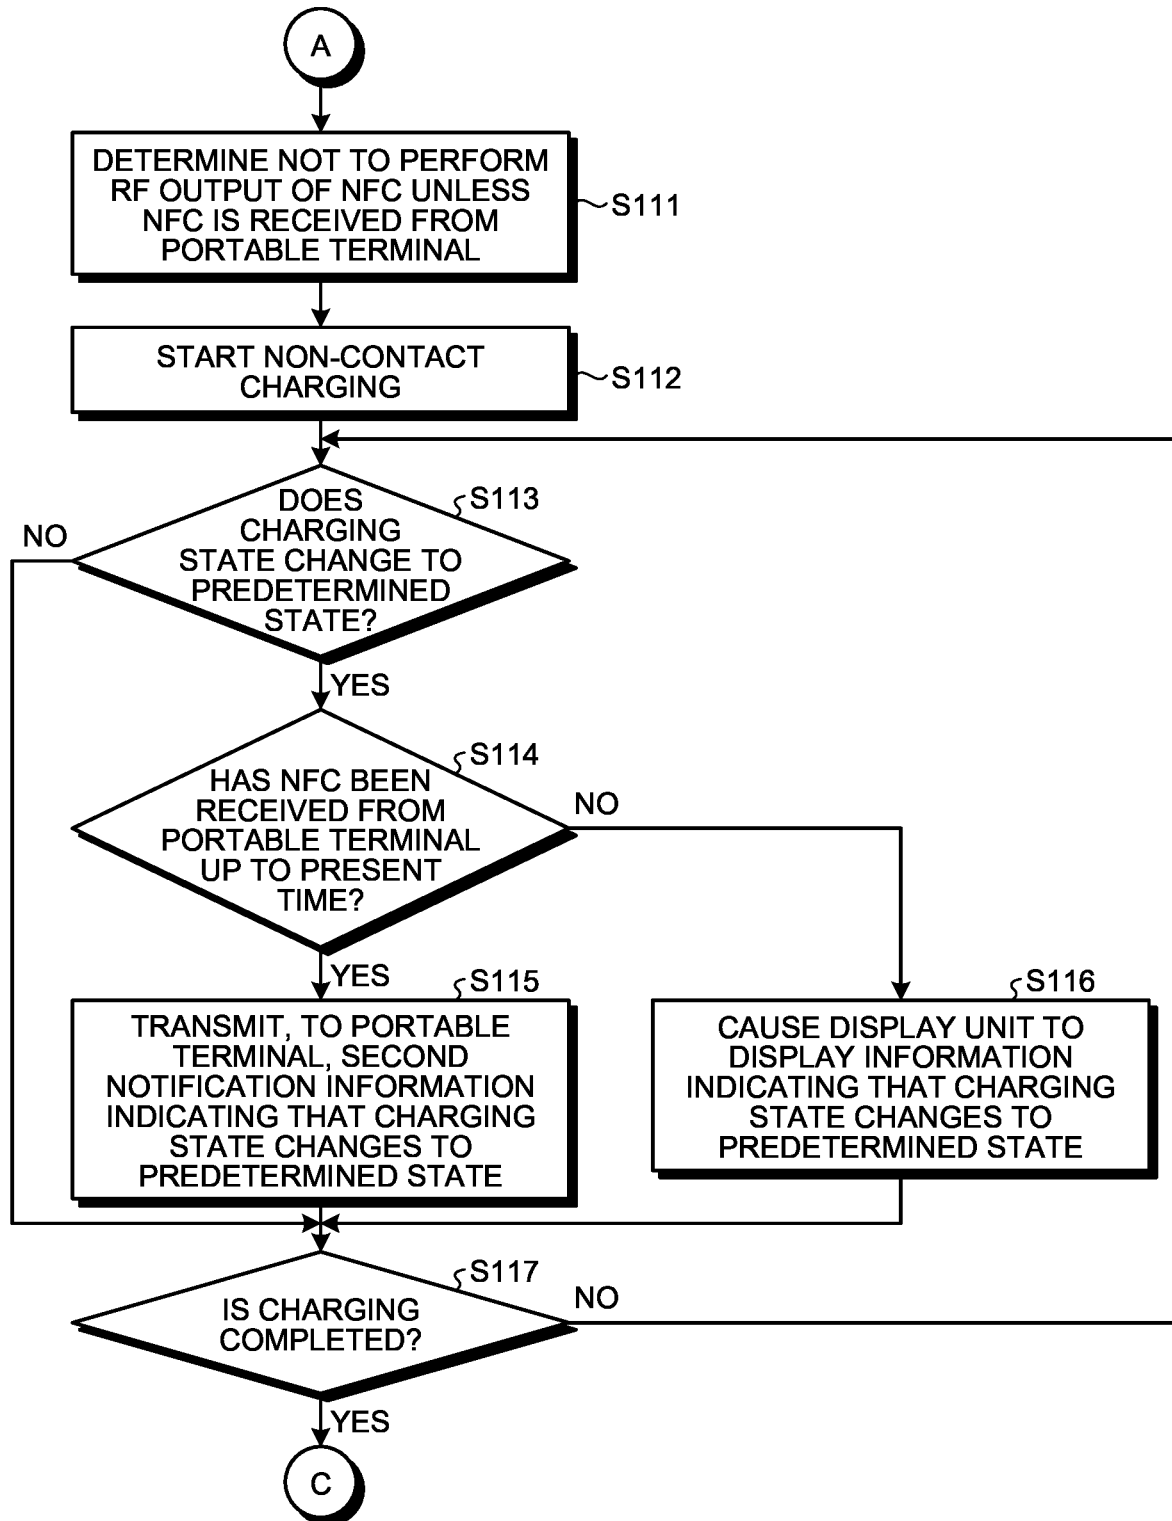 A
DETERMINE NOT TO PERFORM
RF OUTPUT OF NFC UNLESS
NFC IS RECEIVED FROM
PORTABLE TERMINAL
S111
START NON-CONTACT
CHARGING
S112
DOES
CHARGING
STATE CHANGE TO
PREDETERMINED
STATE?
S113
NO
YES
HAS NFC BEEN
RECEIVED FROM
PORTABLE TERMINAL
UP TO PRESENT
TIME?
S114
NO
YES
S115
TRANSMIT, TO PORTABLE
TERMINAL, SECOND
NOTIFICATION INFORMATION
INDICATING THAT CHARGING
STATE CHANGES TO
PREDETERMINED STATE
S116
CAUSE DISPLAY UNIT TO
DISPLAY INFORMATION
INDICATING THAT CHARGING
STATE CHANGES TO
PREDETERMINED STATE
S117
IS CHARGING
COMPLETED?
NO
YES
C